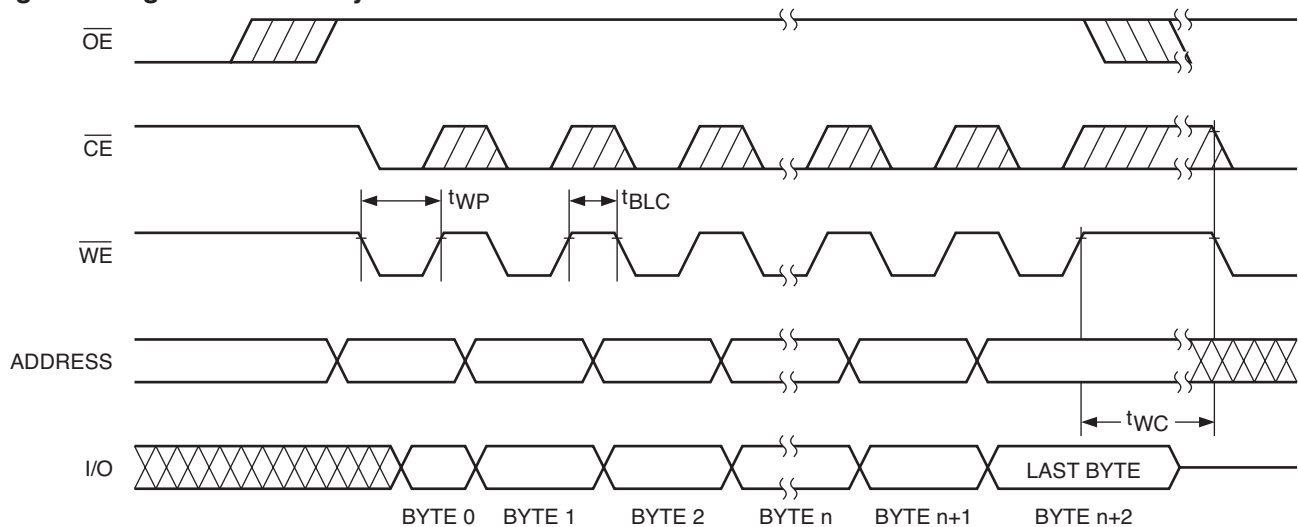 OE
CE
tWP
tBLC
WE
ADDRESS
tWC
I/O
LAST BYTE
BYTE 0 BYTE 1 BYTE 2 BYTE n BYTE n+1 BYTE n+2